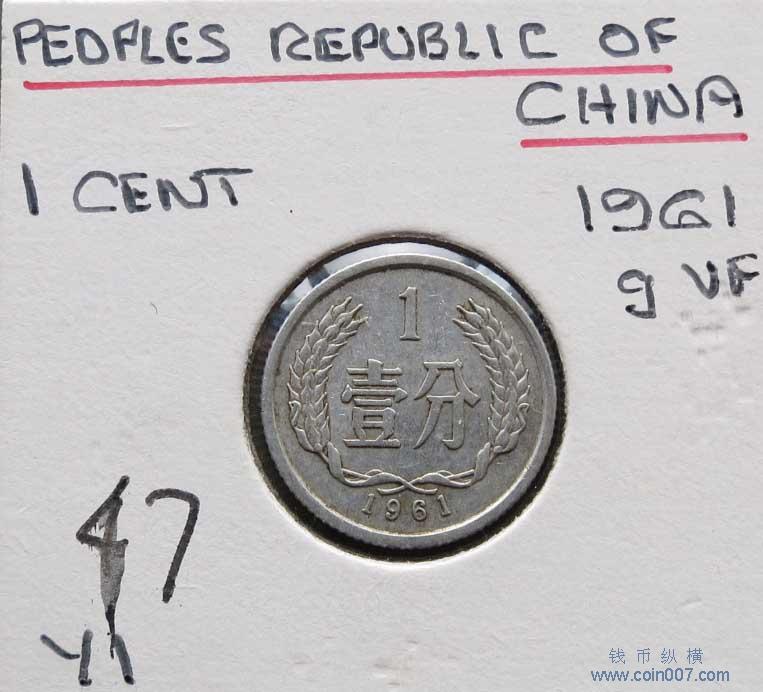 PEOPLES REPUBLIC OF
CHINA
1 CENT
1961
g VF
1
壹分
1961
47
Y1
钱币纵横
www.coin007.com